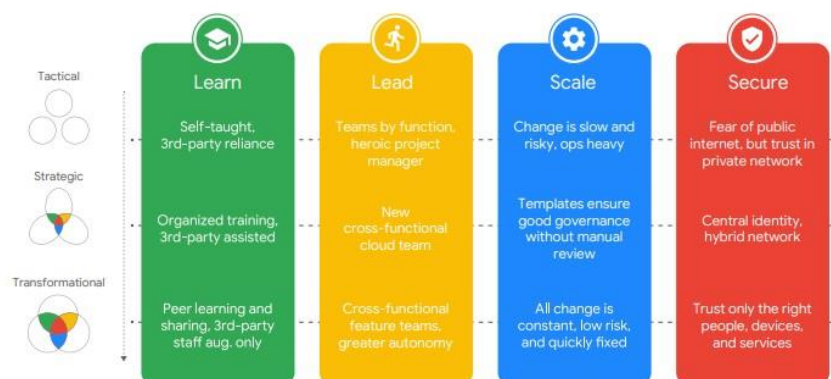 Learn
Lead
Scale
Secure
Tactical
Self-taught,
3rd-party reliance
Teams by function,
heroic project
manager
Change is slow and
risky, ops heavy
Fear of public
internet, but trust in
private network
Strategic
Organized training,
3rd-party assisted
New
cross-functional
cloud team
Templates ensure
good governance
without manual
review
Central identity,
hybrid network
Transformational
Peer learning and
sharing, 3rd-party
staff aug. only
Cross-functional
feature teams,
greater autonomy
All change is
constant, low risk,
and quickly fixed
Trust only the right
people, devices,
and services